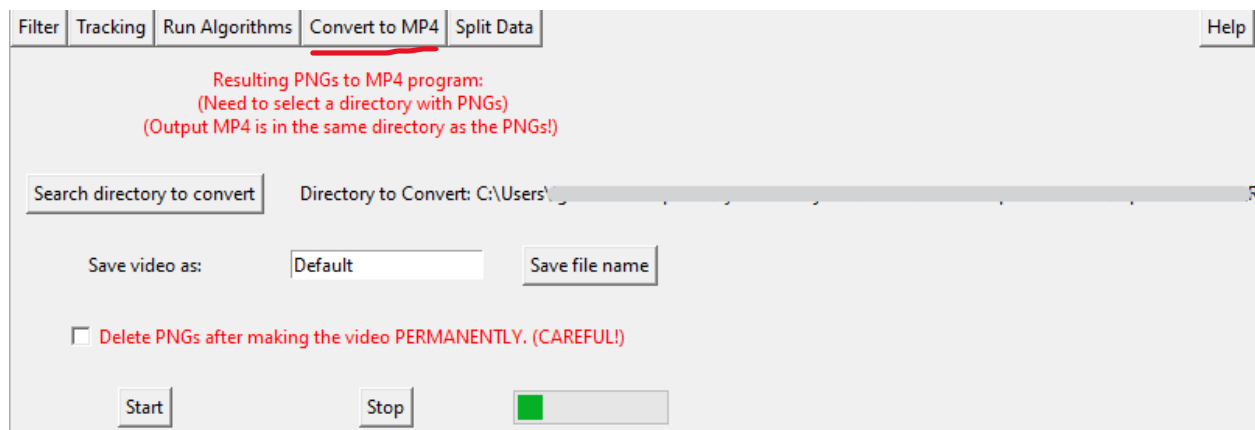 Filter Tracking Run Algorithms Convert to MP4 Split Data Help
Resulting PNGs to MP4 program:
(Need to select a directory with PNGs)
(Output MP4 is in the same directory as the PNGs!)
Search directory to convert Directory to Convert: C:\Users\
Save video as: Default Save file name
Delete PNGs after making the video PERMANENTLY. (CAREFUL!)
Start Stop